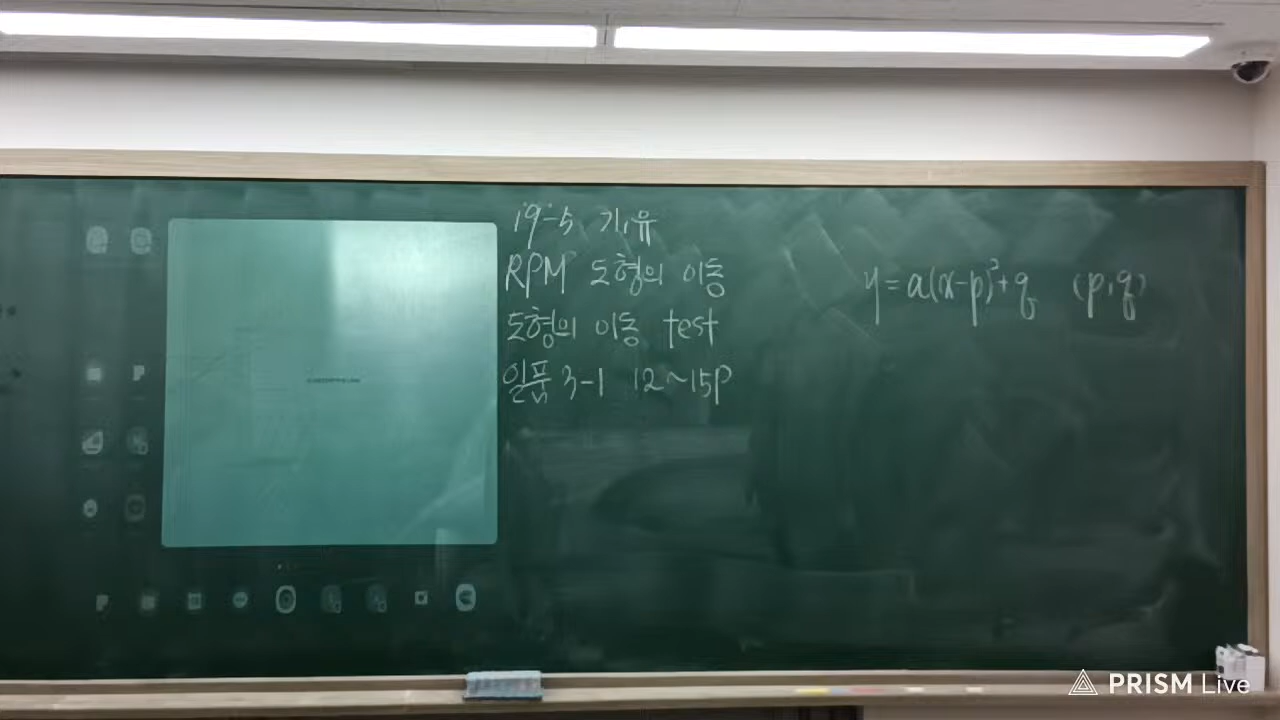 19-5 기,유
RPM 도형의 이동
도형의 이동 test
일품 3-1 12~15p
y=a(x-p)²+q (p,q)
PRISM Live